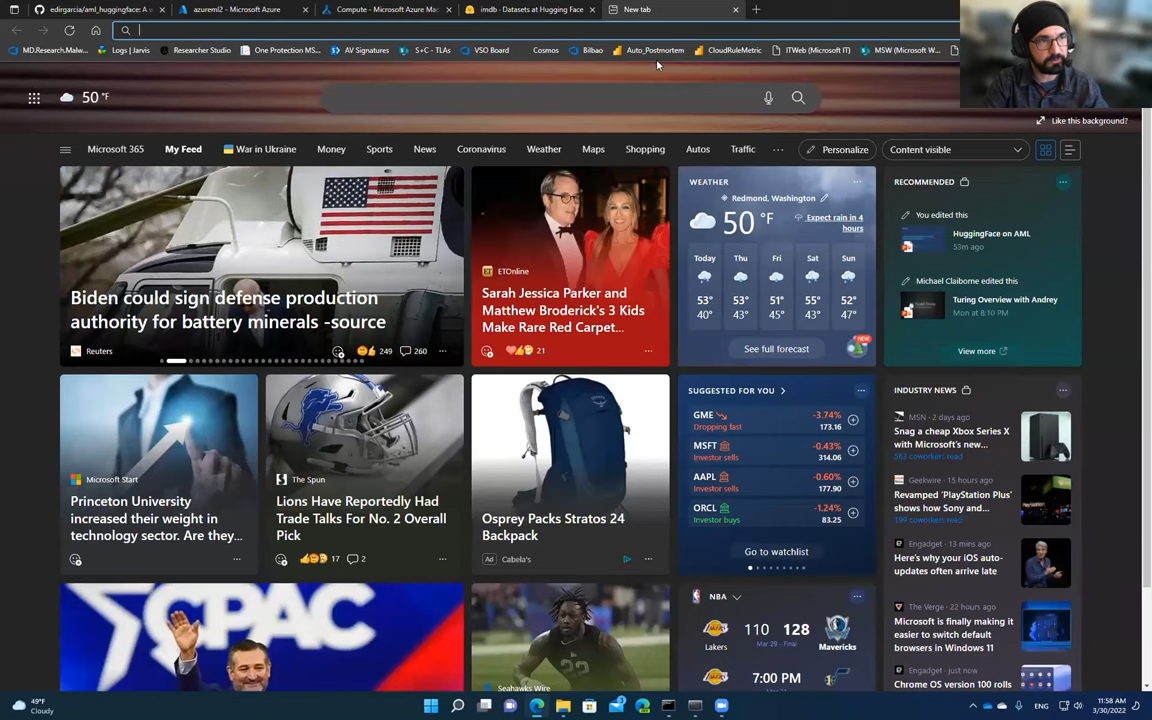 edirgarcia/aml_huggingface: A w
azureml2 - Microsoft Azure
Compute - Microsoft Azure Mac
imdb · Datasets at Hugging Face
New tab
MD.Research.Malw...
Logs | Jarvis
Researcher Studio
One Protection MS...
AV Signatures
S+C - TLAs
VSO Board
Cosmos
Bilbao
Auto_Postmortem
CloudRuleMetric
ITWeb (Microsoft IT)
MSW (Microsoft W...
50 °F
Like this background?
Microsoft 365
My Feed
War in Ukraine
Money
Sports
News
Coronavirus
Weather
Maps
Shopping
Autos
Traffic
Personalize
Content visible
Biden could sign defense production
authority for battery minerals -source
Reuters
249
260
ETOnline
Sarah Jessica Parker and
Matthew Broderick's 3 Kids
Make Rare Red Carpet...
21
WEATHER
Redmond, Washington
50 °F
Expect rain in 4
hours
Today
Thu
Fri
Sat
Sun
53°
53°
51°
55°
52°
40°
43°
45°
43°
47°
See full forecast
NEW
RECOMMENDED
You edited this
HuggingFace on AML
53m ago
Michael Claiborne edited this
Turing Overview with Andrey
Mon at 8:10 PM
View more
Microsoft Start
Princeton University
increased their weight in
technology sector. Are they...
The Spun
Lions Have Reportedly Had
Trade Talks For No. 2 Overall
Pick
17
2
Osprey Packs Stratos 24
Backpack
Ad
Cabela's
SUGGESTED FOR YOU
GME
-3.74%
Dropping fast
173.16
MSFT
-0.43%
Investor sells
314.06
AAPL
-0.60%
Investor sells
177.90
ORCL
-1.24%
Investor buys
83.25
Go to watchlist
INDUSTRY NEWS
MSN - 2 days ago
Snag a cheap Xbox Series X
with Microsoft's new...
563 coworkers read
Geekwire - 15 hours ago
Revamped 'PlayStation Plus'
shows how Sony and...
199 coworkers read
Engadget - 13 mins ago
Here's why your iOS auto-
updates often arrive late
The Verge - 22 hours ago
Microsoft is finally making it
easier to switch default
browsers in Windows 11
Engadget - just now
Chrome OS version 100 rolls
CPAC
22
Seahawks Wire
NBA
Lakers
110
128
Mar 29 - Final
Mavericks
7:00 PM
49°F
Cloudy
ENG
11:58 AM
3/30/2022